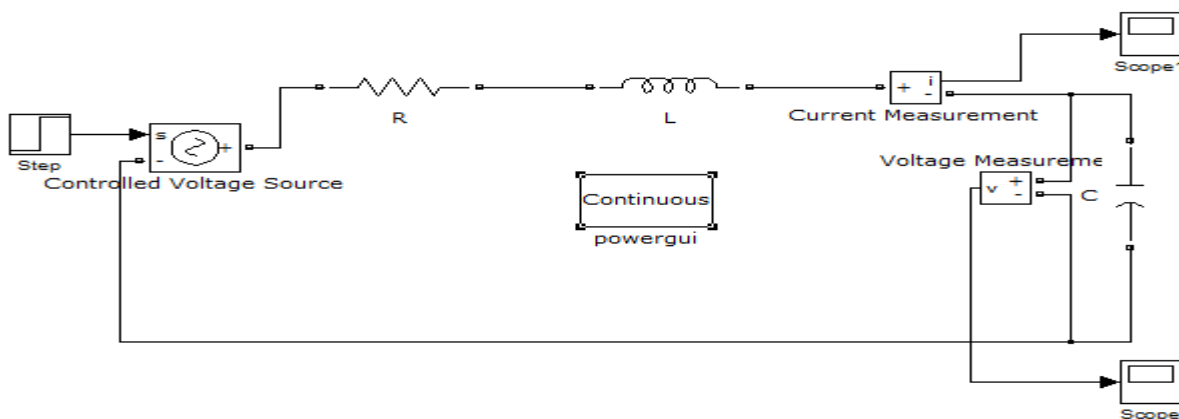 Scope1
i
+
-
Current Measurement
R
L
s
-
+
Step
Controlled Voltage Source
Voltage Measureme
v
+
-
C
Continuous
powergui
Scope